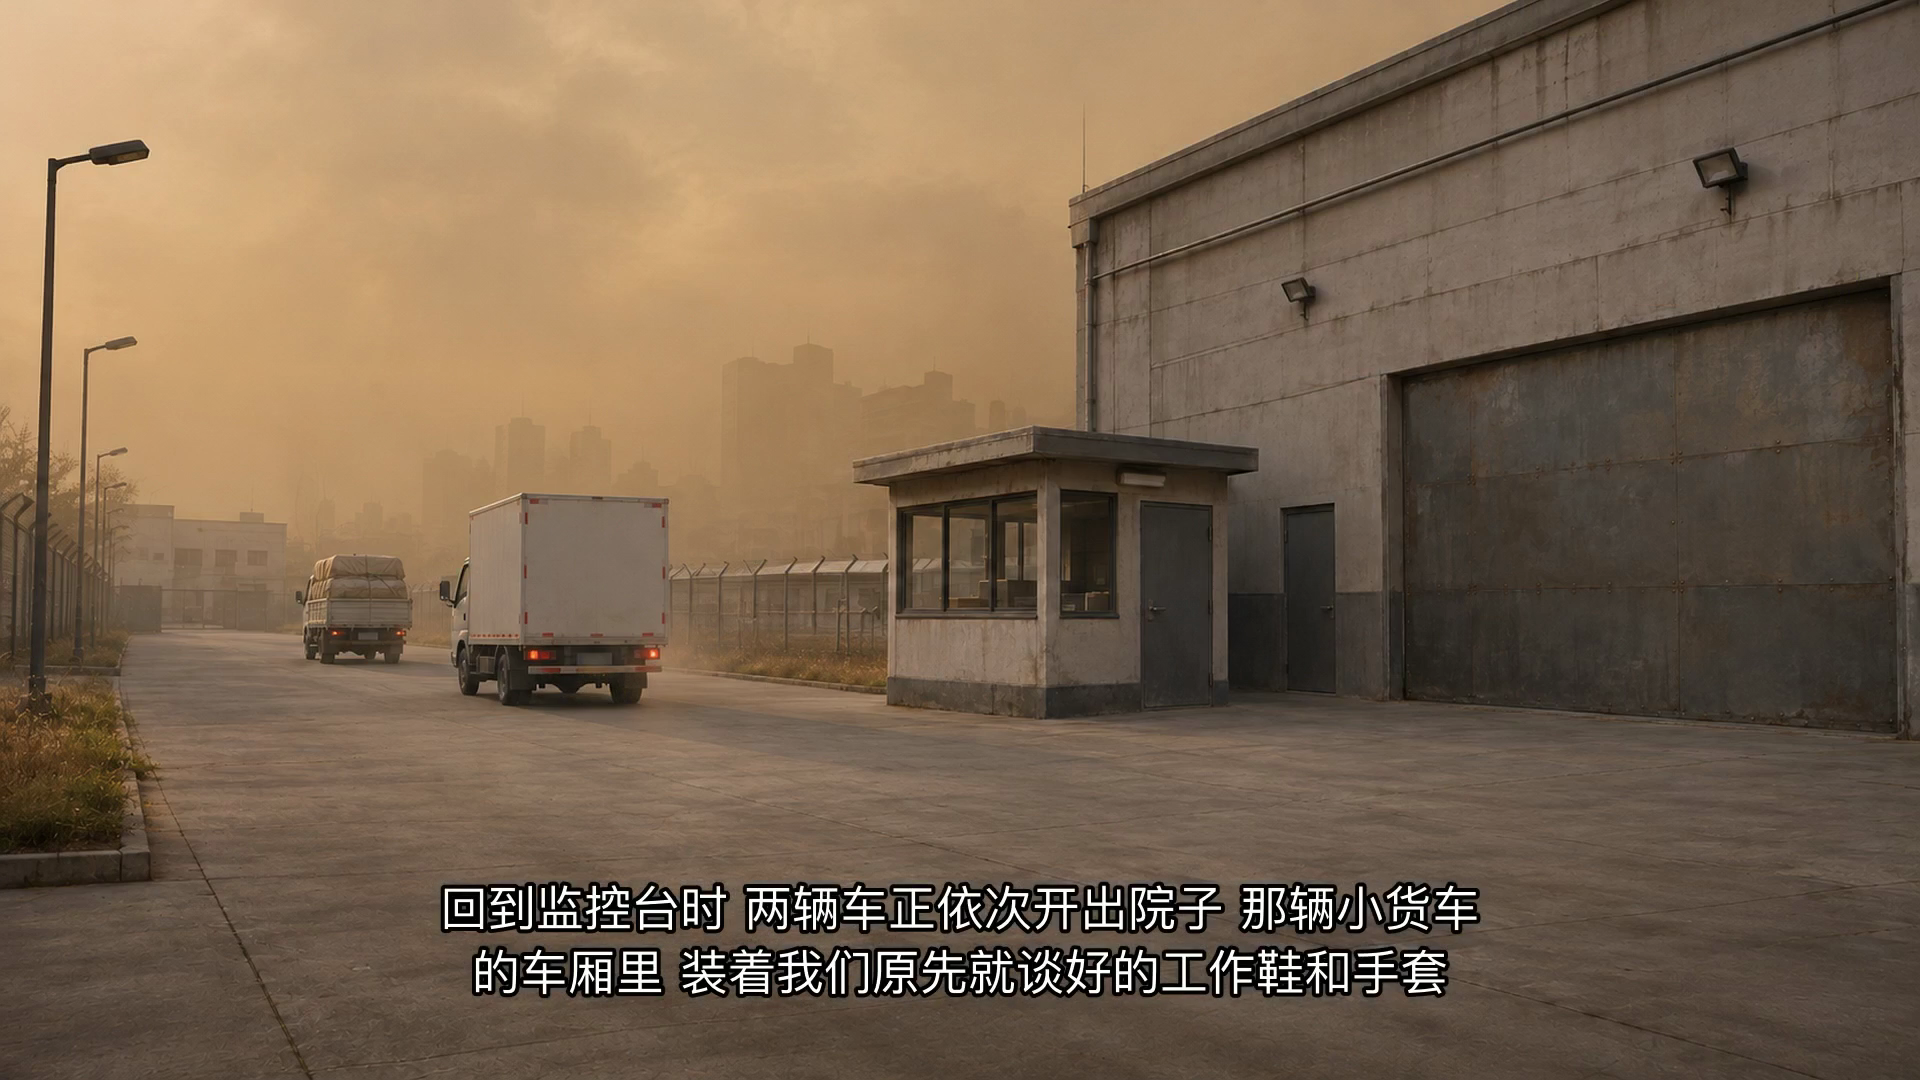 回到监控台时 两辆车正依次开出院子 那辆小货车
的车厢里 装着我们原先就谈好的工作鞋和手套